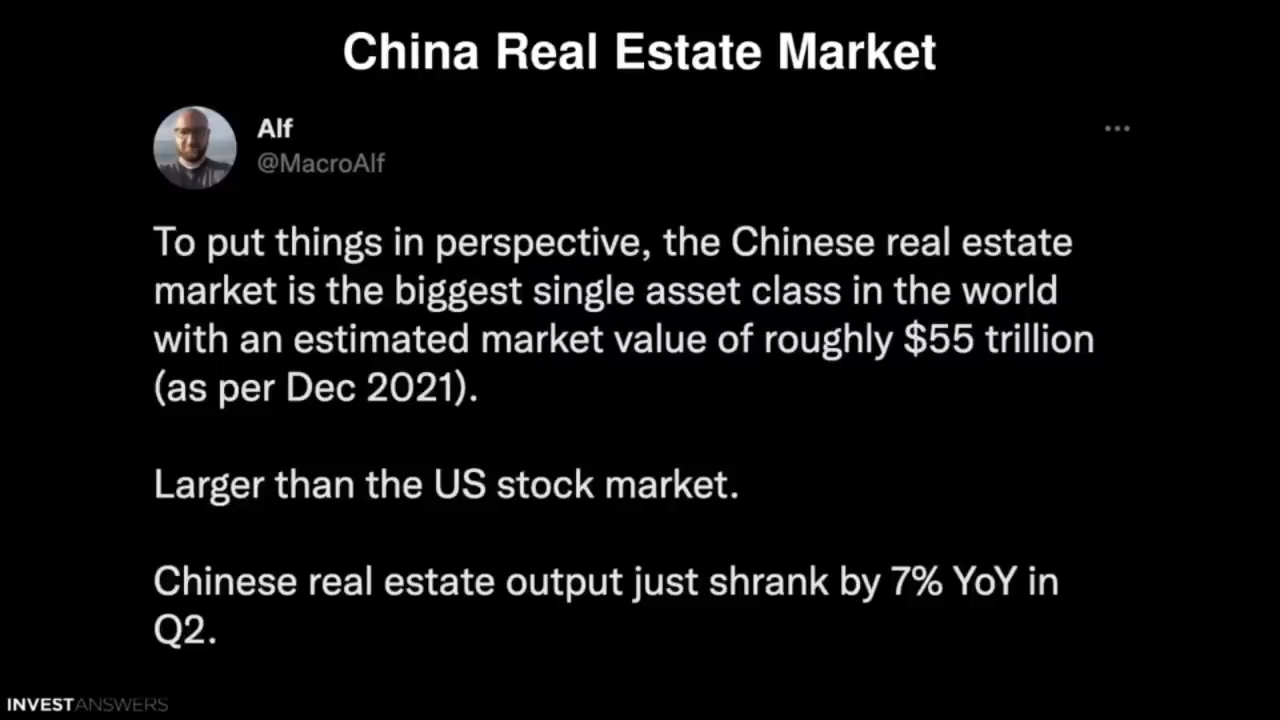 China Real Estate Market
Alf
@MacroAlf
To put things in perspective, the Chinese real estate
market is the biggest single asset class in the world
with an estimated market value of roughly $55 trillion
(as per Dec 2021).
Larger than the US stock market.
Chinese real estate output just shrank by 7% YoY in
Q2.
INVESTANSWERS